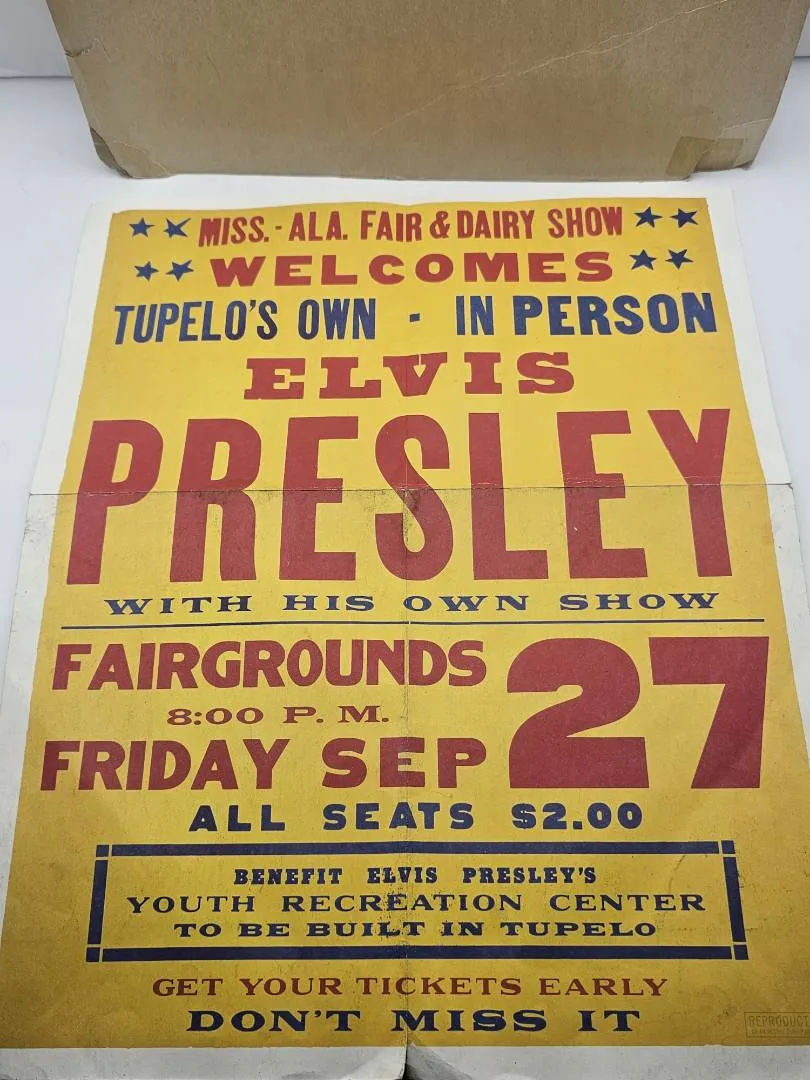 MISS. - ALA. FAIR & DAIRY SHOW
WELCOMES
TUPELO'S OWN - IN PERSON
ELVIS
PRESLEY
WITH HIS OWN SHOW
FAIRGROUNDS
8:00 P. M.
FRIDAY SEP 27
ALL SEATS $2.00
BENEFIT ELVIS PRESLEY'S
YOUTH RECREATION CENTER
TO BE BUILT IN TUPELO
GET YOUR TICKETS EARLY
DON'T MISS IT
REPRODUCT